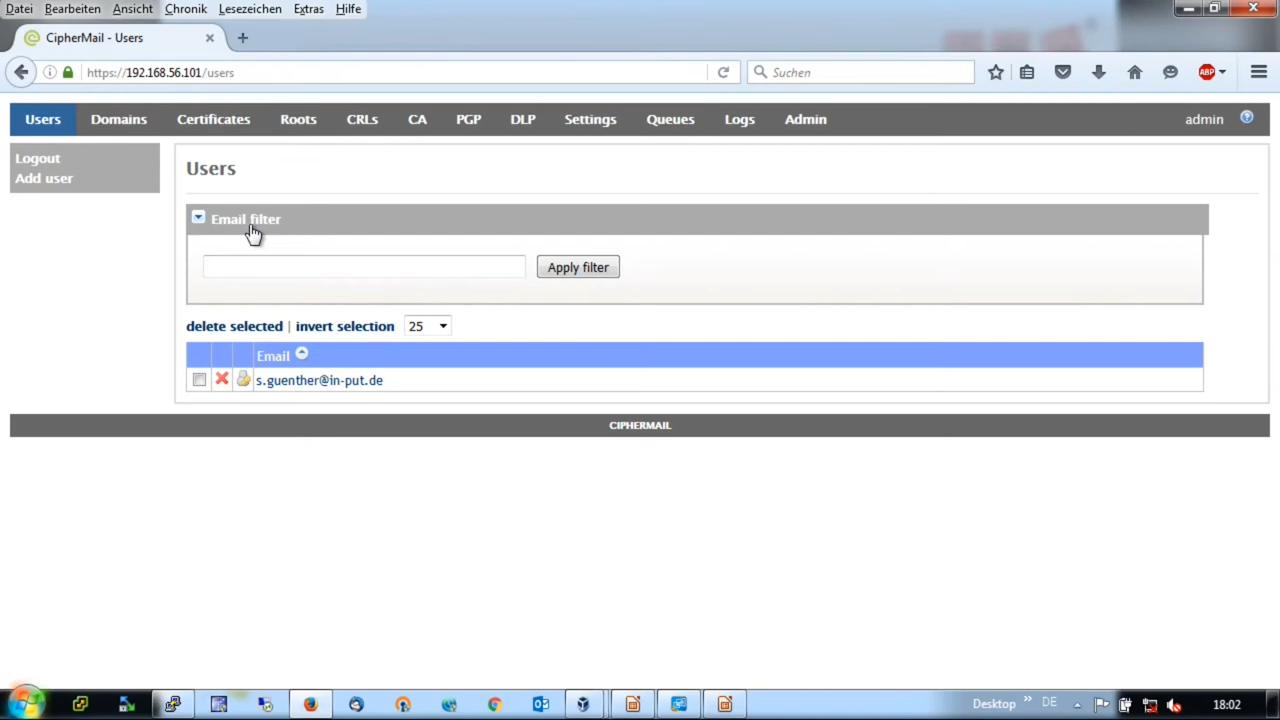 Datei Bearbeiten Ansicht Chronik Lesezeichen Extras Hilfe
CipherMail - Users
https://192.168.56.101/users
Suchen
ABP
Users Domains Certificates Roots CRLs CA PGP DLP Settings Queues Logs Admin admin
Logout
Add user
Users
Email filter
Apply filter
delete selected | invert selection 25
Email
s.guenther@in-put.de
CIPHERMAIL
Desktop » DE 18:02